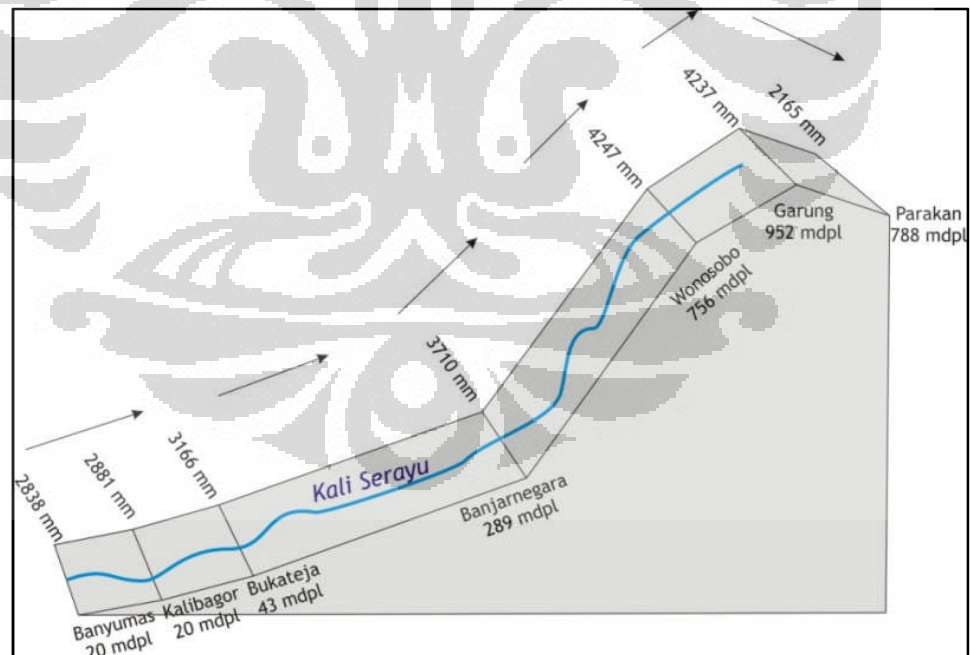 4237 mm
2165 mm
4247 mm
Garung
952 mdpl
Parakan
788 mdpl
Wonosobo
756 mdpl
3710 mm
3166 mm
2881 mm
2838 mm
Kali Serayu
Banjarnegara
289 mdpl
Bukateja
43 mdpl
Kalibagor
20 mdpl
Banyumas
20 mdpl